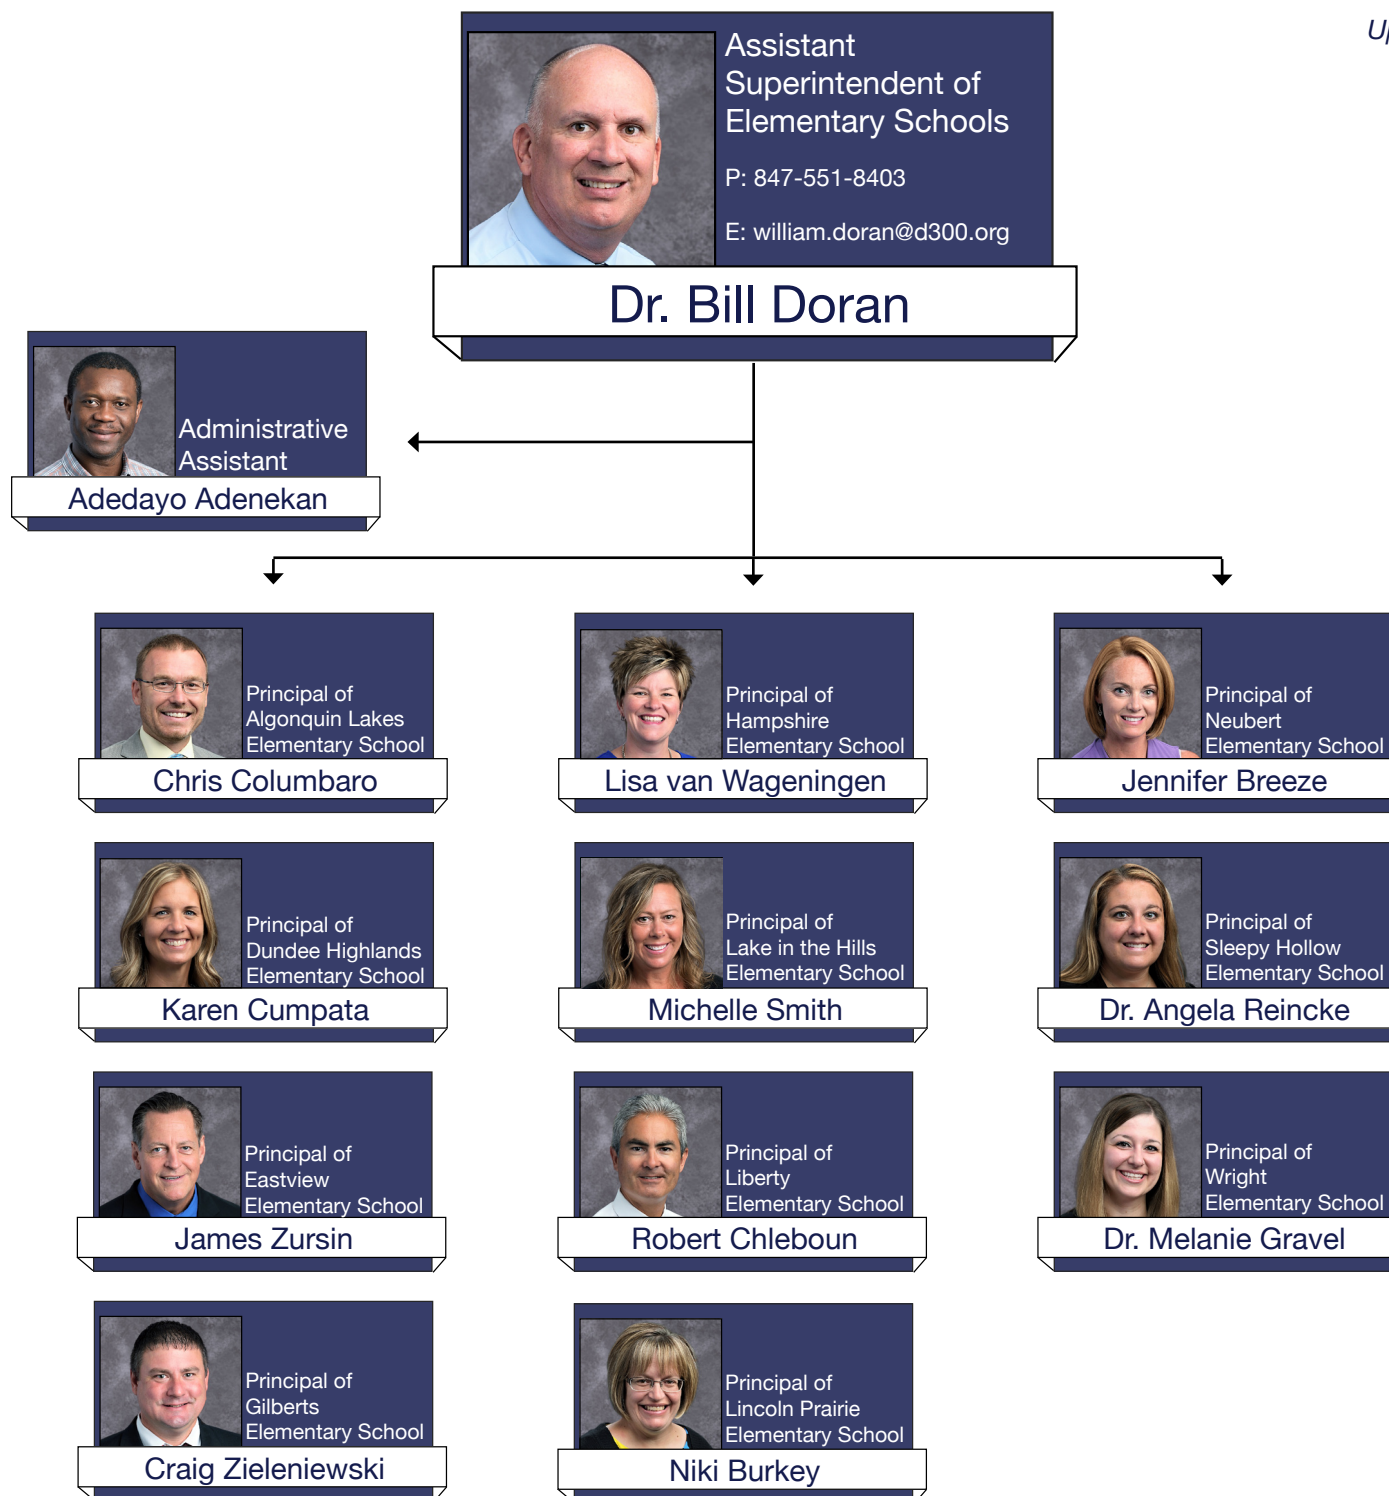 Assistant
Superintendent of
Elementary Schools
P: 847-551-8403
E: william.doran@d300.org
Dr. Bill Doran
Administrative
Assistant
Adedayo Adenekan
Principal of
Algonquin Lakes
Elementary School
Chris Columbaro
Principal of
Hampshire
Elementary School
Lisa van Wageningen
Principal of
Neubert
Elementary School
Jennifer Breeze
Principal of
Dundee Highlands
Elementary School
Karen Cumpata
Principal of
Lake in the Hills
Elementary School
Michelle Smith
Principal of
Sleepy Hollow
Elementary School
Dr. Angela Reincke
Principal of
Eastview
Elementary School
James Zursin
Principal of
Liberty
Elementary School
Robert Chleboun
Principal of
Wright
Elementary School
Dr. Melanie Gravel
Principal of
Gilberts
Elementary School
Craig Zieleniewski
Principal of
Lincoln Prairie
Elementary School
Niki Burkey